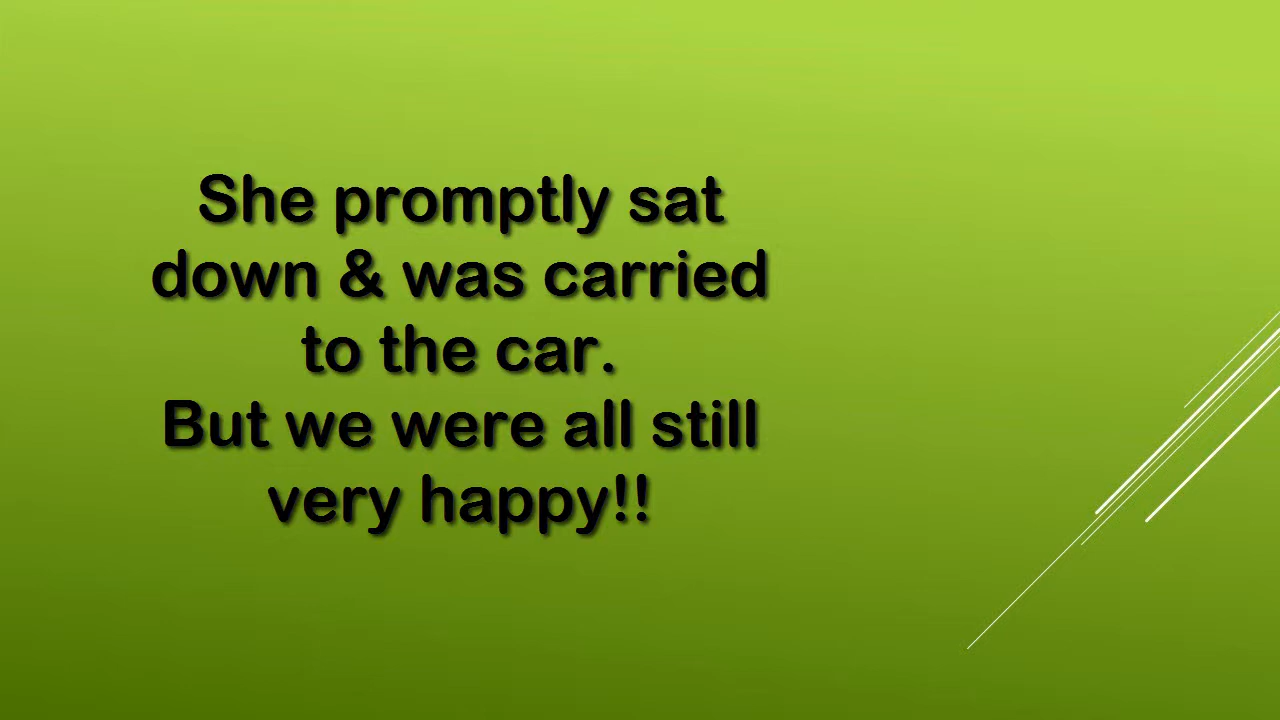 She promptly sat
down & was carried
to the car.
But we were all still
very happy!!